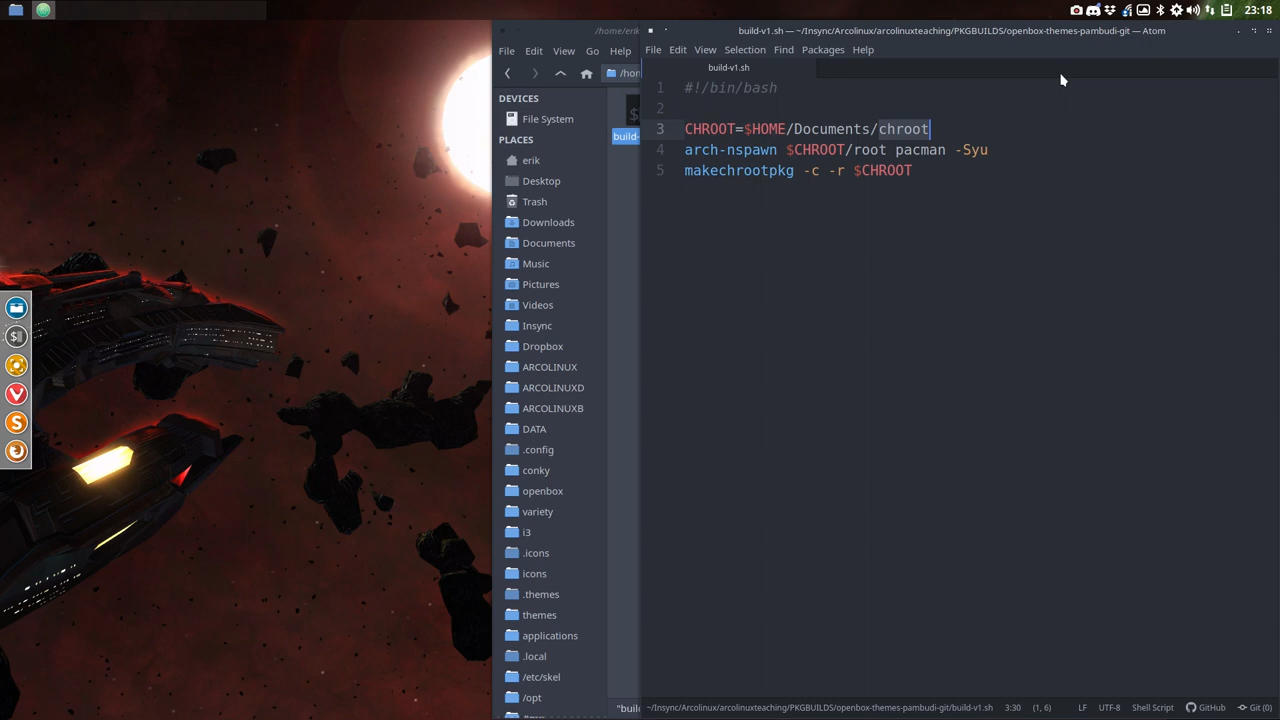 23:18
/home/erik
File Edit View Go Help
/hom
DEVICES
File System
PLACES
erik
Desktop
Trash
Downloads
Documents
Music
Pictures
Videos
Insync
Dropbox
ARCOLINUX
ARCOLINUXD
ARCOLINUXB
DATA
.config
conky
openbox
variety
i3
.icons
icons
.themes
themes
applications
.local
/etc/skel
/opt
build-
"build
build-v1.sh — ~/Insync/Arcolinux/arcolinuxteaching/PKGBUILDS/openbox-themes-pambudi-git — Atom
File Edit View Selection Find Packages Help
build-v1.sh
1 #!/bin/bash
2
3 CHROOT=$HOME/Documents/chroot
4 arch-nspawn $CHROOT/root pacman -Syu
5 makechrootpkg -c -r $CHROOT
~/Insync/Arcolinux/arcolinuxteaching/PKGBUILDS/openbox-themes-pambudi-git/build-v1.sh 3:30 (1, 6) LF UTF-8 Shell Script GitHub Git (0)